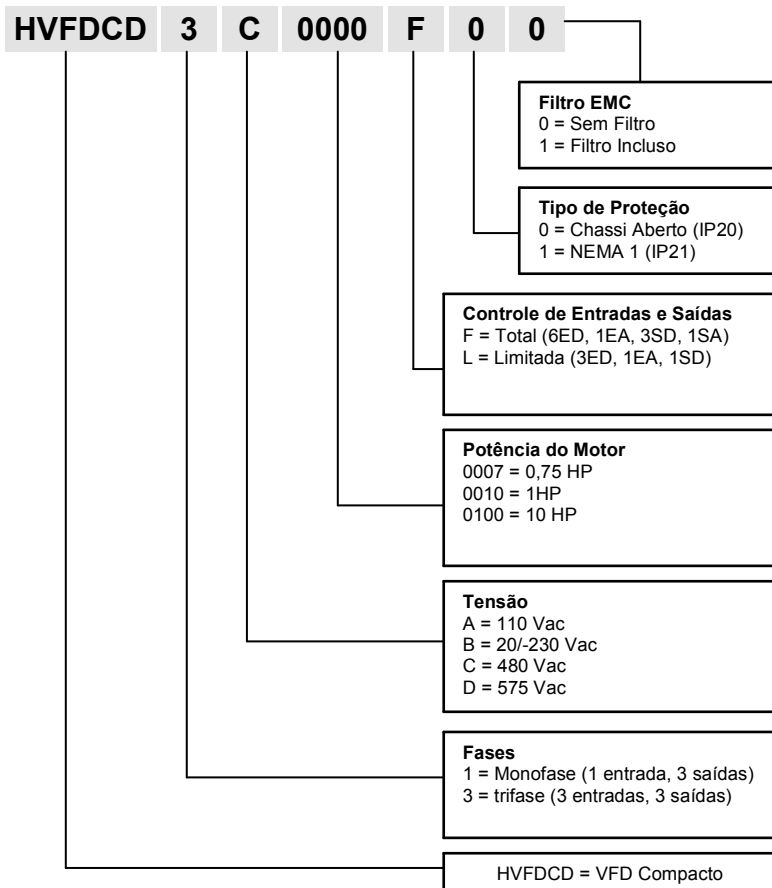 HVFDCD 3 C 0000 F 0 0
Filtro EMC
0 = Sem Filtro
1 = Filtro Incluso
Tipo de Proteção
0 = Chassi Aberto (IP20)
1 = NEMA 1 (IP21)
Controle de Entradas e Saídas
F = Total (6ED, 1EA, 3SD, 1SA)
L = Limitada (3ED, 1EA, 1SD)
Potência do Motor
0007 = 0,75 HP
0010 = 1HP
0100 = 10 HP
Tensão
A = 110 Vac
B = 20/-230 Vac
C = 480 Vac
D = 575 Vac
Fases
1 = Monofase (1 entrada, 3 saídas)
3 = trifase (3 entradas, 3 saídas)
HVFDCD = VFD Compacto